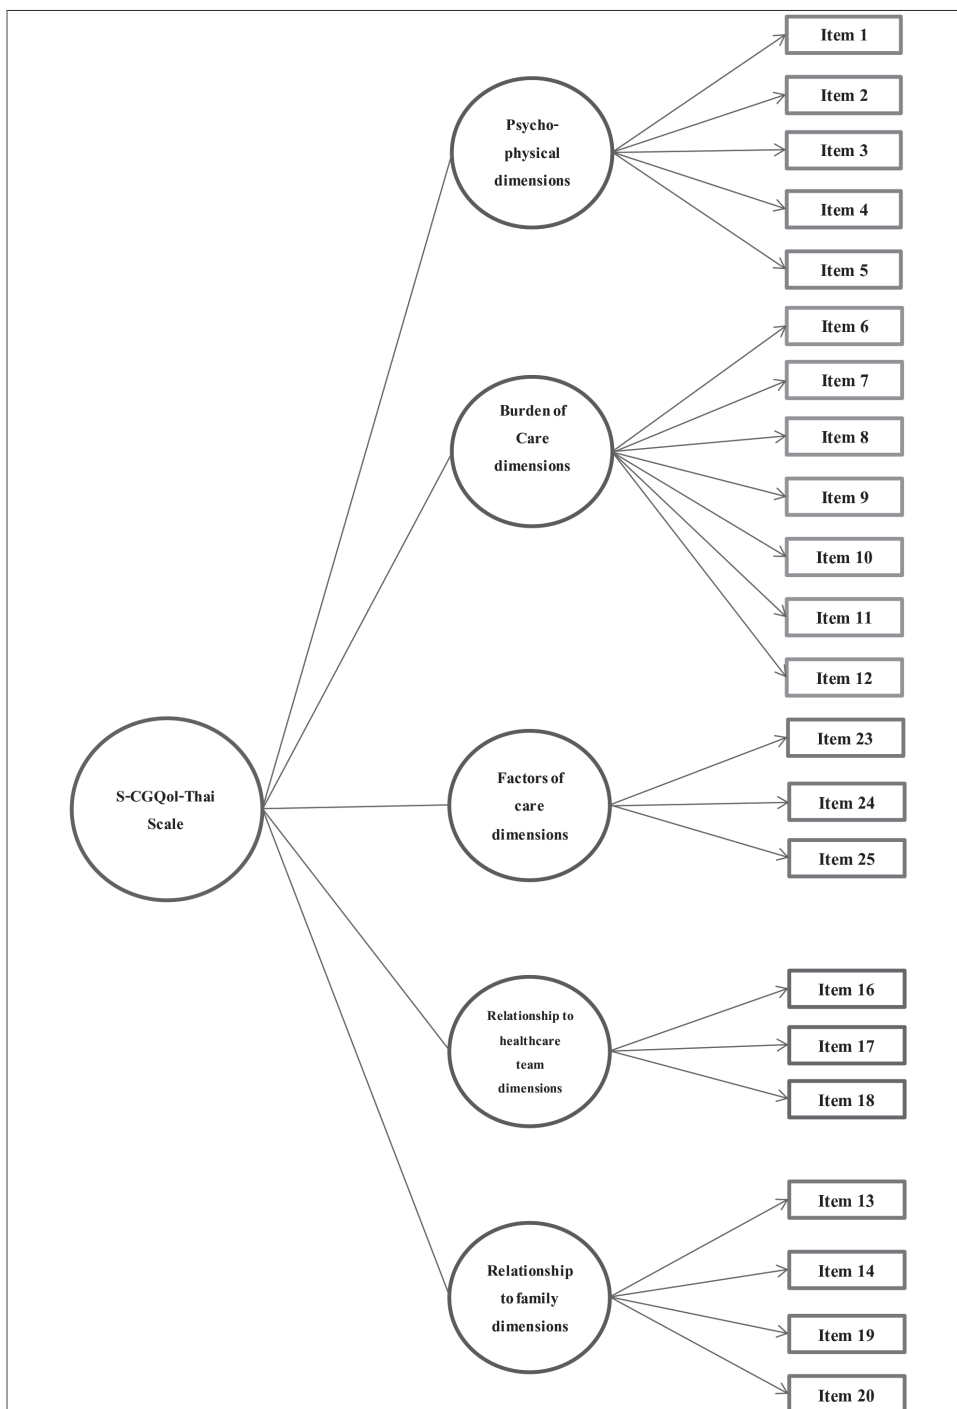 S-CGQol-Thai
Scale
Psycho-
physical
dimensions
Item 1
Item 2
Item 3
Item 4
Item 5
Burden of
Care
dimensions
Item 6
Item 7
Item 8
Item 9
Item 10
Item 11
Item 12
Factors of
care
dimensions
Item 23
Item 24
Item 25
Relationship to
healthcare
team
dimensions
Item 16
Item 17
Item 18
Relationship
to family
dimensions
Item 13
Item 14
Item 19
Item 20